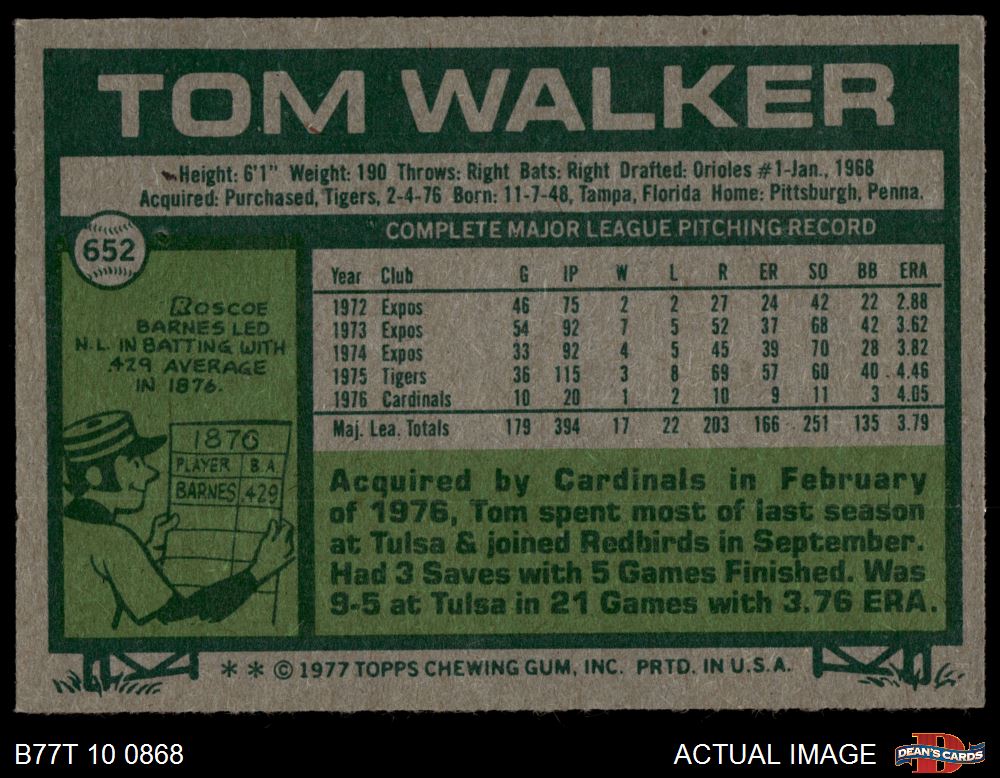 TOM WALKER
Height: 6'1" Weight: 190 Throws: Right Bats: Right Drafted: Orioles #1-Jan., 1968
Acquired: Purchased, Tigers, 2-4-76 Born: 11-7-48, Tampa, Florida Home: Pittsburgh, Penna.
652
COMPLETE MAJOR LEAGUE PITCHING RECORD
Year Club G IP W L R ER SO BB ERA
1972 Expos 46 75 2 2 27 24 42 22 2.88
1973 Expos 54 92 7 5 52 37 68 42 3.62
1974 Expos 33 92 4 5 45 39 70 28 3.82
1975 Tigers 36 115 3 8 69 57 60 40 4.46
1976 Cardinals 10 20 1 2 10 9 11 3 4.05
Maj. Lea. Totals 179 394 17 22 203 166 251 135 3.79
ROSCOE
BARNES LED
N.L. IN BATTING WITH
.429 AVERAGE
IN 1876.
1876
PLAYER B.A.
BARNES .429
Acquired by Cardinals in February
of 1976, Tom spent most of last season
at Tulsa & joined Redbirds in September.
Had 3 Saves with 5 Games Finished. Was
9-5 at Tulsa in 21 Games with 3.76 ERA.
* * © 1977 TOPPS CHEWING GUM, INC. PRTD. IN U.S.A.
B77T 10 0868
ACTUAL IMAGE
DEAN'S CARDS